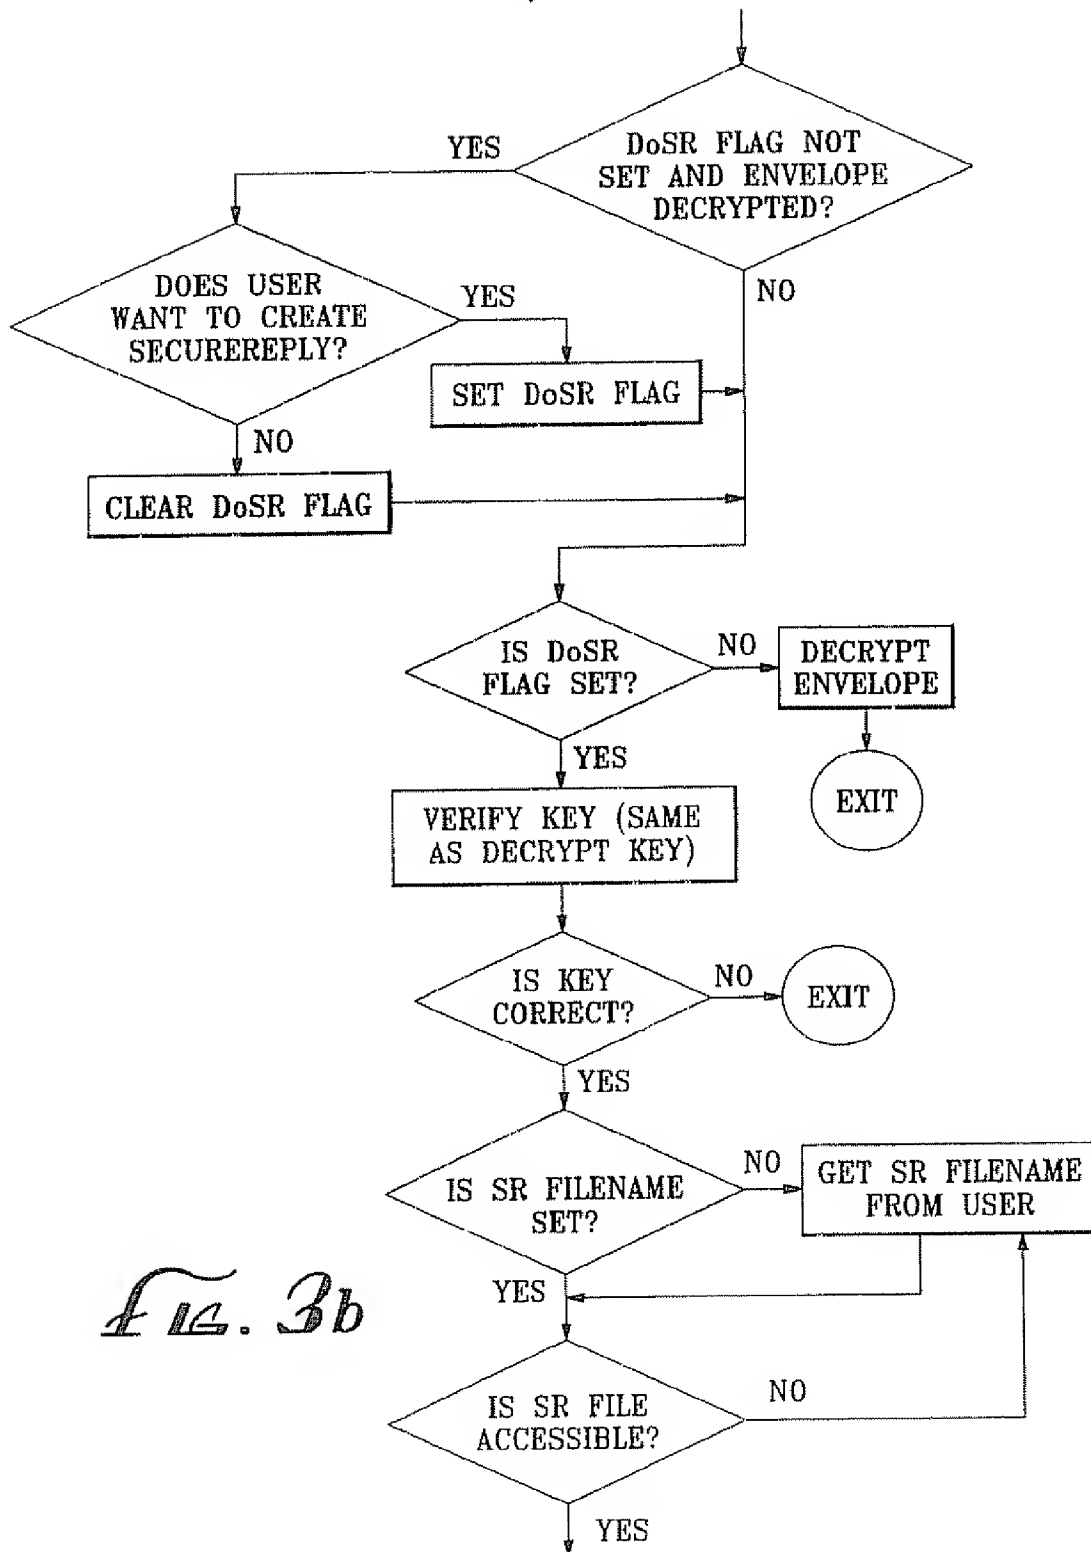 DoSR FLAG NOT
SET AND ENVELOPE
DECRYPTED?
YES
NO
DOES USER
WANT TO CREATE
SECUREREPLY?
YES
SET DoSR FLAG
NO
CLEAR DoSR FLAG
IS DoSR
FLAG SET?
NO
DECRYPT
ENVELOPE
EXIT
YES
VERIFY KEY (SAME
AS DECRYPT KEY)
IS KEY
CORRECT?
NO
EXIT
YES
IS SR FILENAME
SET?
NO
GET SR FILENAME
FROM USER
YES
IS SR FILE
ACCESSIBLE?
NO
YES
FIG. 3b